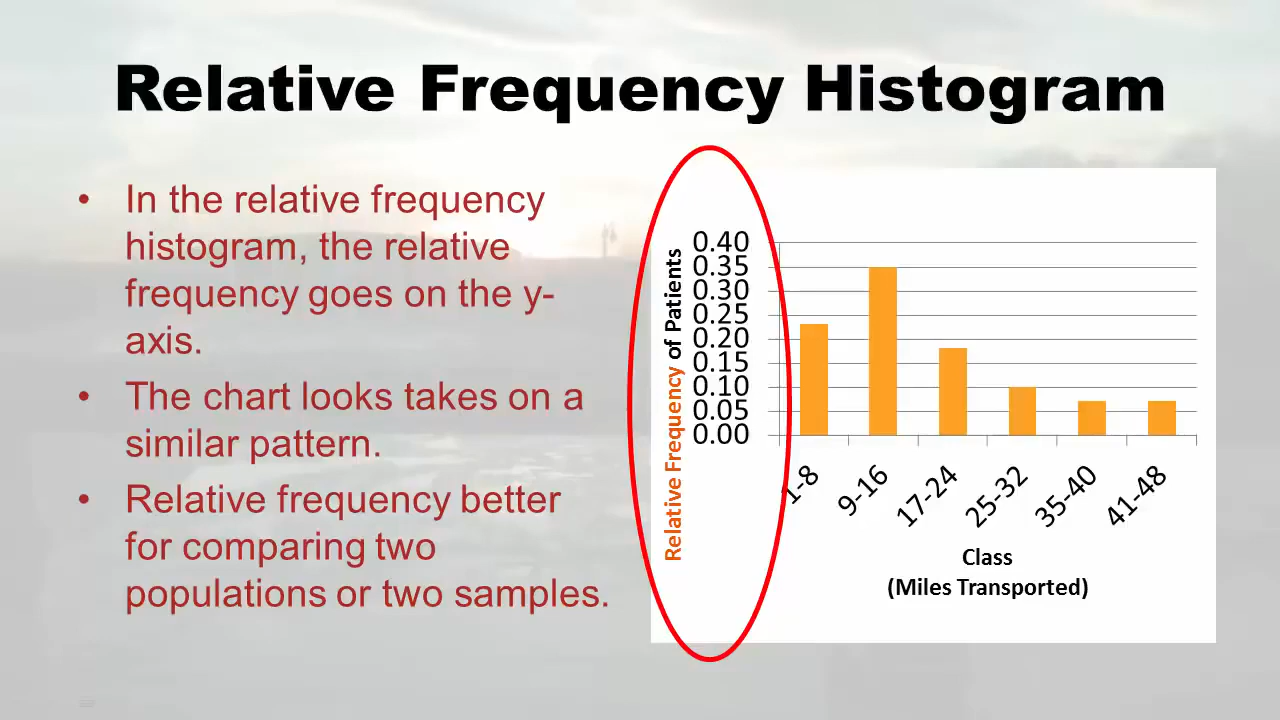 Relative Frequency Histogram
• In the relative frequency
histogram, the relative
frequency goes on the y-
axis.
• The chart looks takes on a
similar pattern.
• Relative frequency better
for comparing two
populations or two samples.
Relative Frequency of Patients
0.40
0.35
0.30
0.25
0.20
0.15
0.10
0.05
0.00
1-8
9-16
17-24
25-32
35-40
41-48
Class
(Miles Transported)